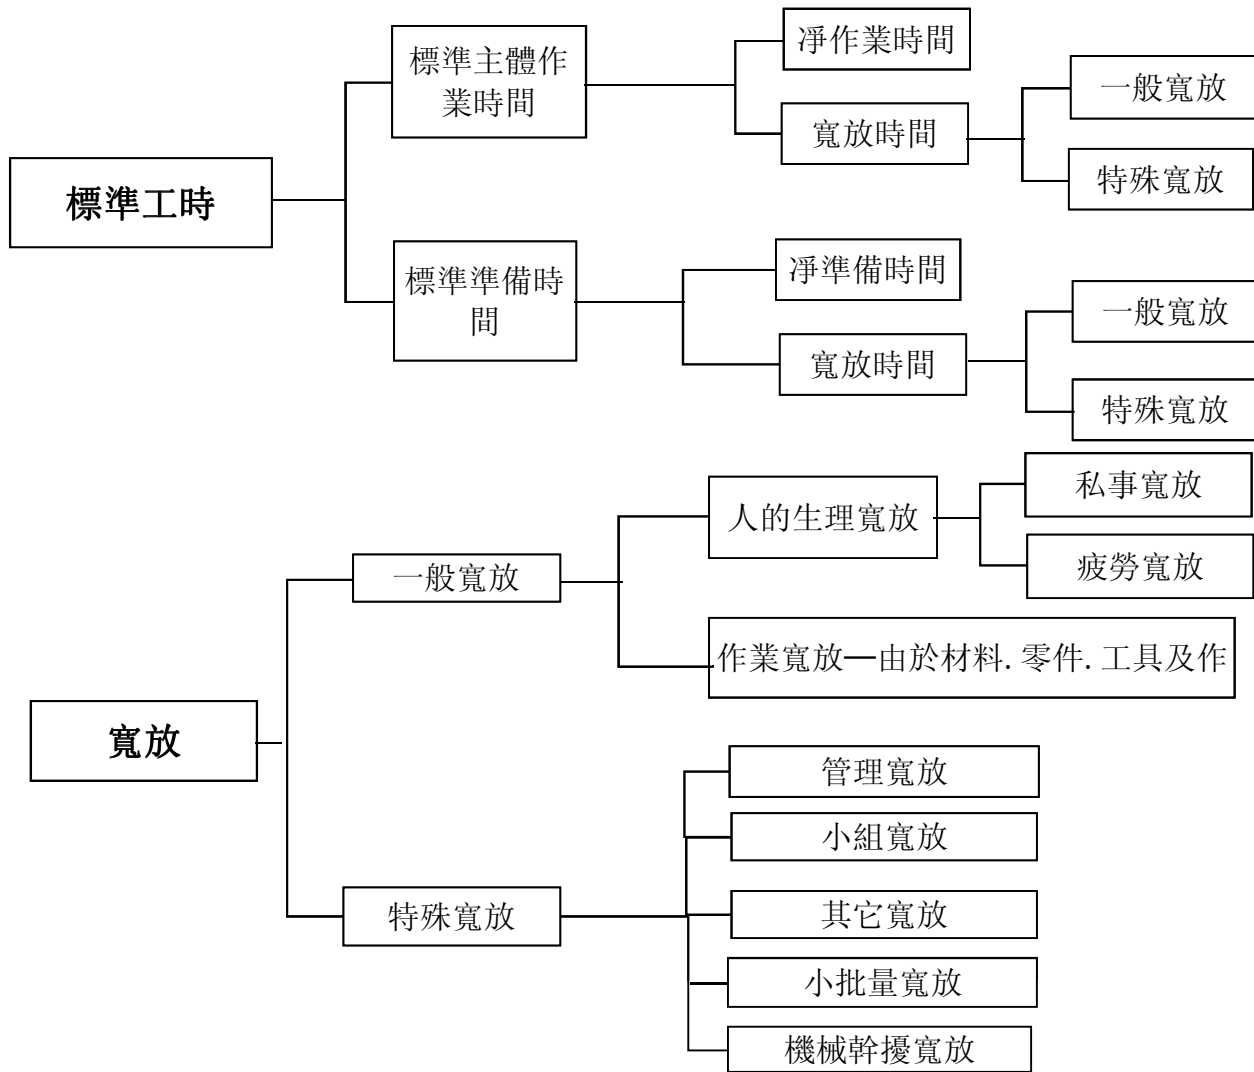 凈作業時間
標準主體作
業時間
一般寬放
寬放時間
特殊寬放
標準工時
凈準備時間
標準準備時
間
一般寬放
寬放時間
特殊寬放
私事寬放
人的生理寬放
疲勞寬放
一般寬放
作業寬放—由於材料.零件.工具及作
寬放
管理寬放
小組寬放
特殊寬放
其它寬放
小批量寬放
機械幹擾寬放